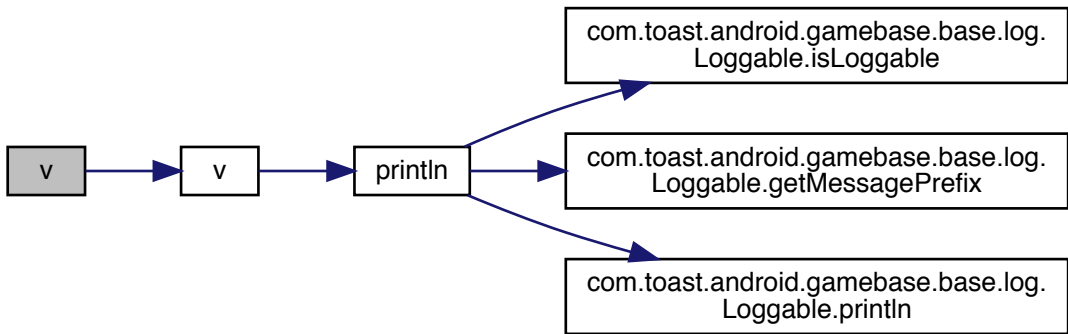 v
v
println
com.toast.android.gamebase.base.log.
Loggable.isLoggable
com.toast.android.gamebase.base.log.
Loggable.getMessagePrefix
com.toast.android.gamebase.base.log.
Loggable.println